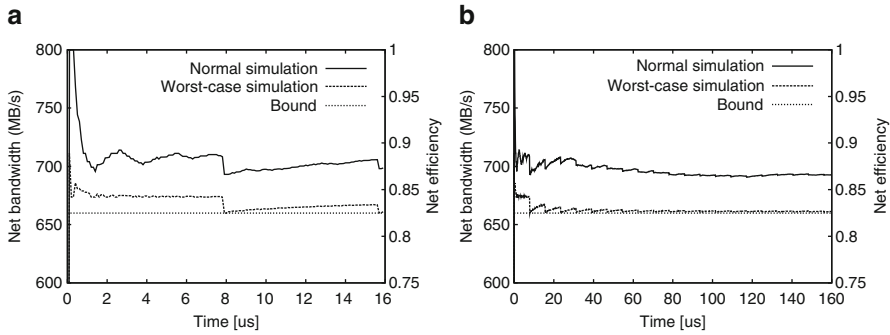 a
800
750
700
650
600
Net bandwidth (MB/s)
1
0.95
0.9
0.85
0.8
0.75
Net efficiency
Normal simulation
Worst-case simulation
Bound
0 2 4 6 8 10 12 14 16
Time [us]
b
800
750
700
650
600
Net bandwidth (MB/s)
1
0.95
0.9
0.85
0.8
0.75
Net efficiency
Normal simulation
Worst-case simulation
Bound
0 20 40 60 80 100 120 140 160
Time [us]